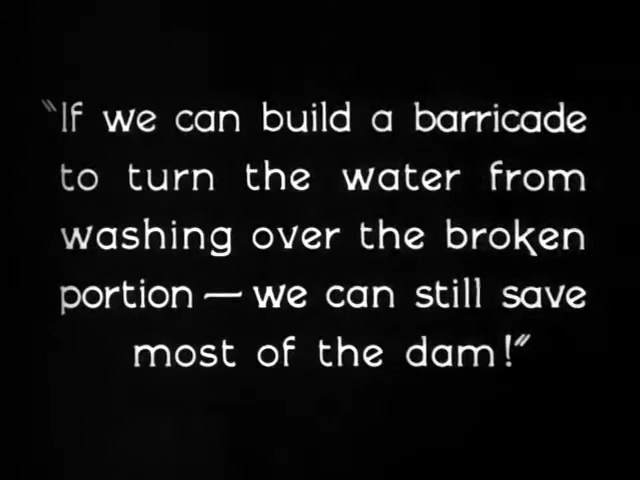 "If we can build a barricade
to turn the water from
washing over the broken
portion — we can still save
most of the dam!"